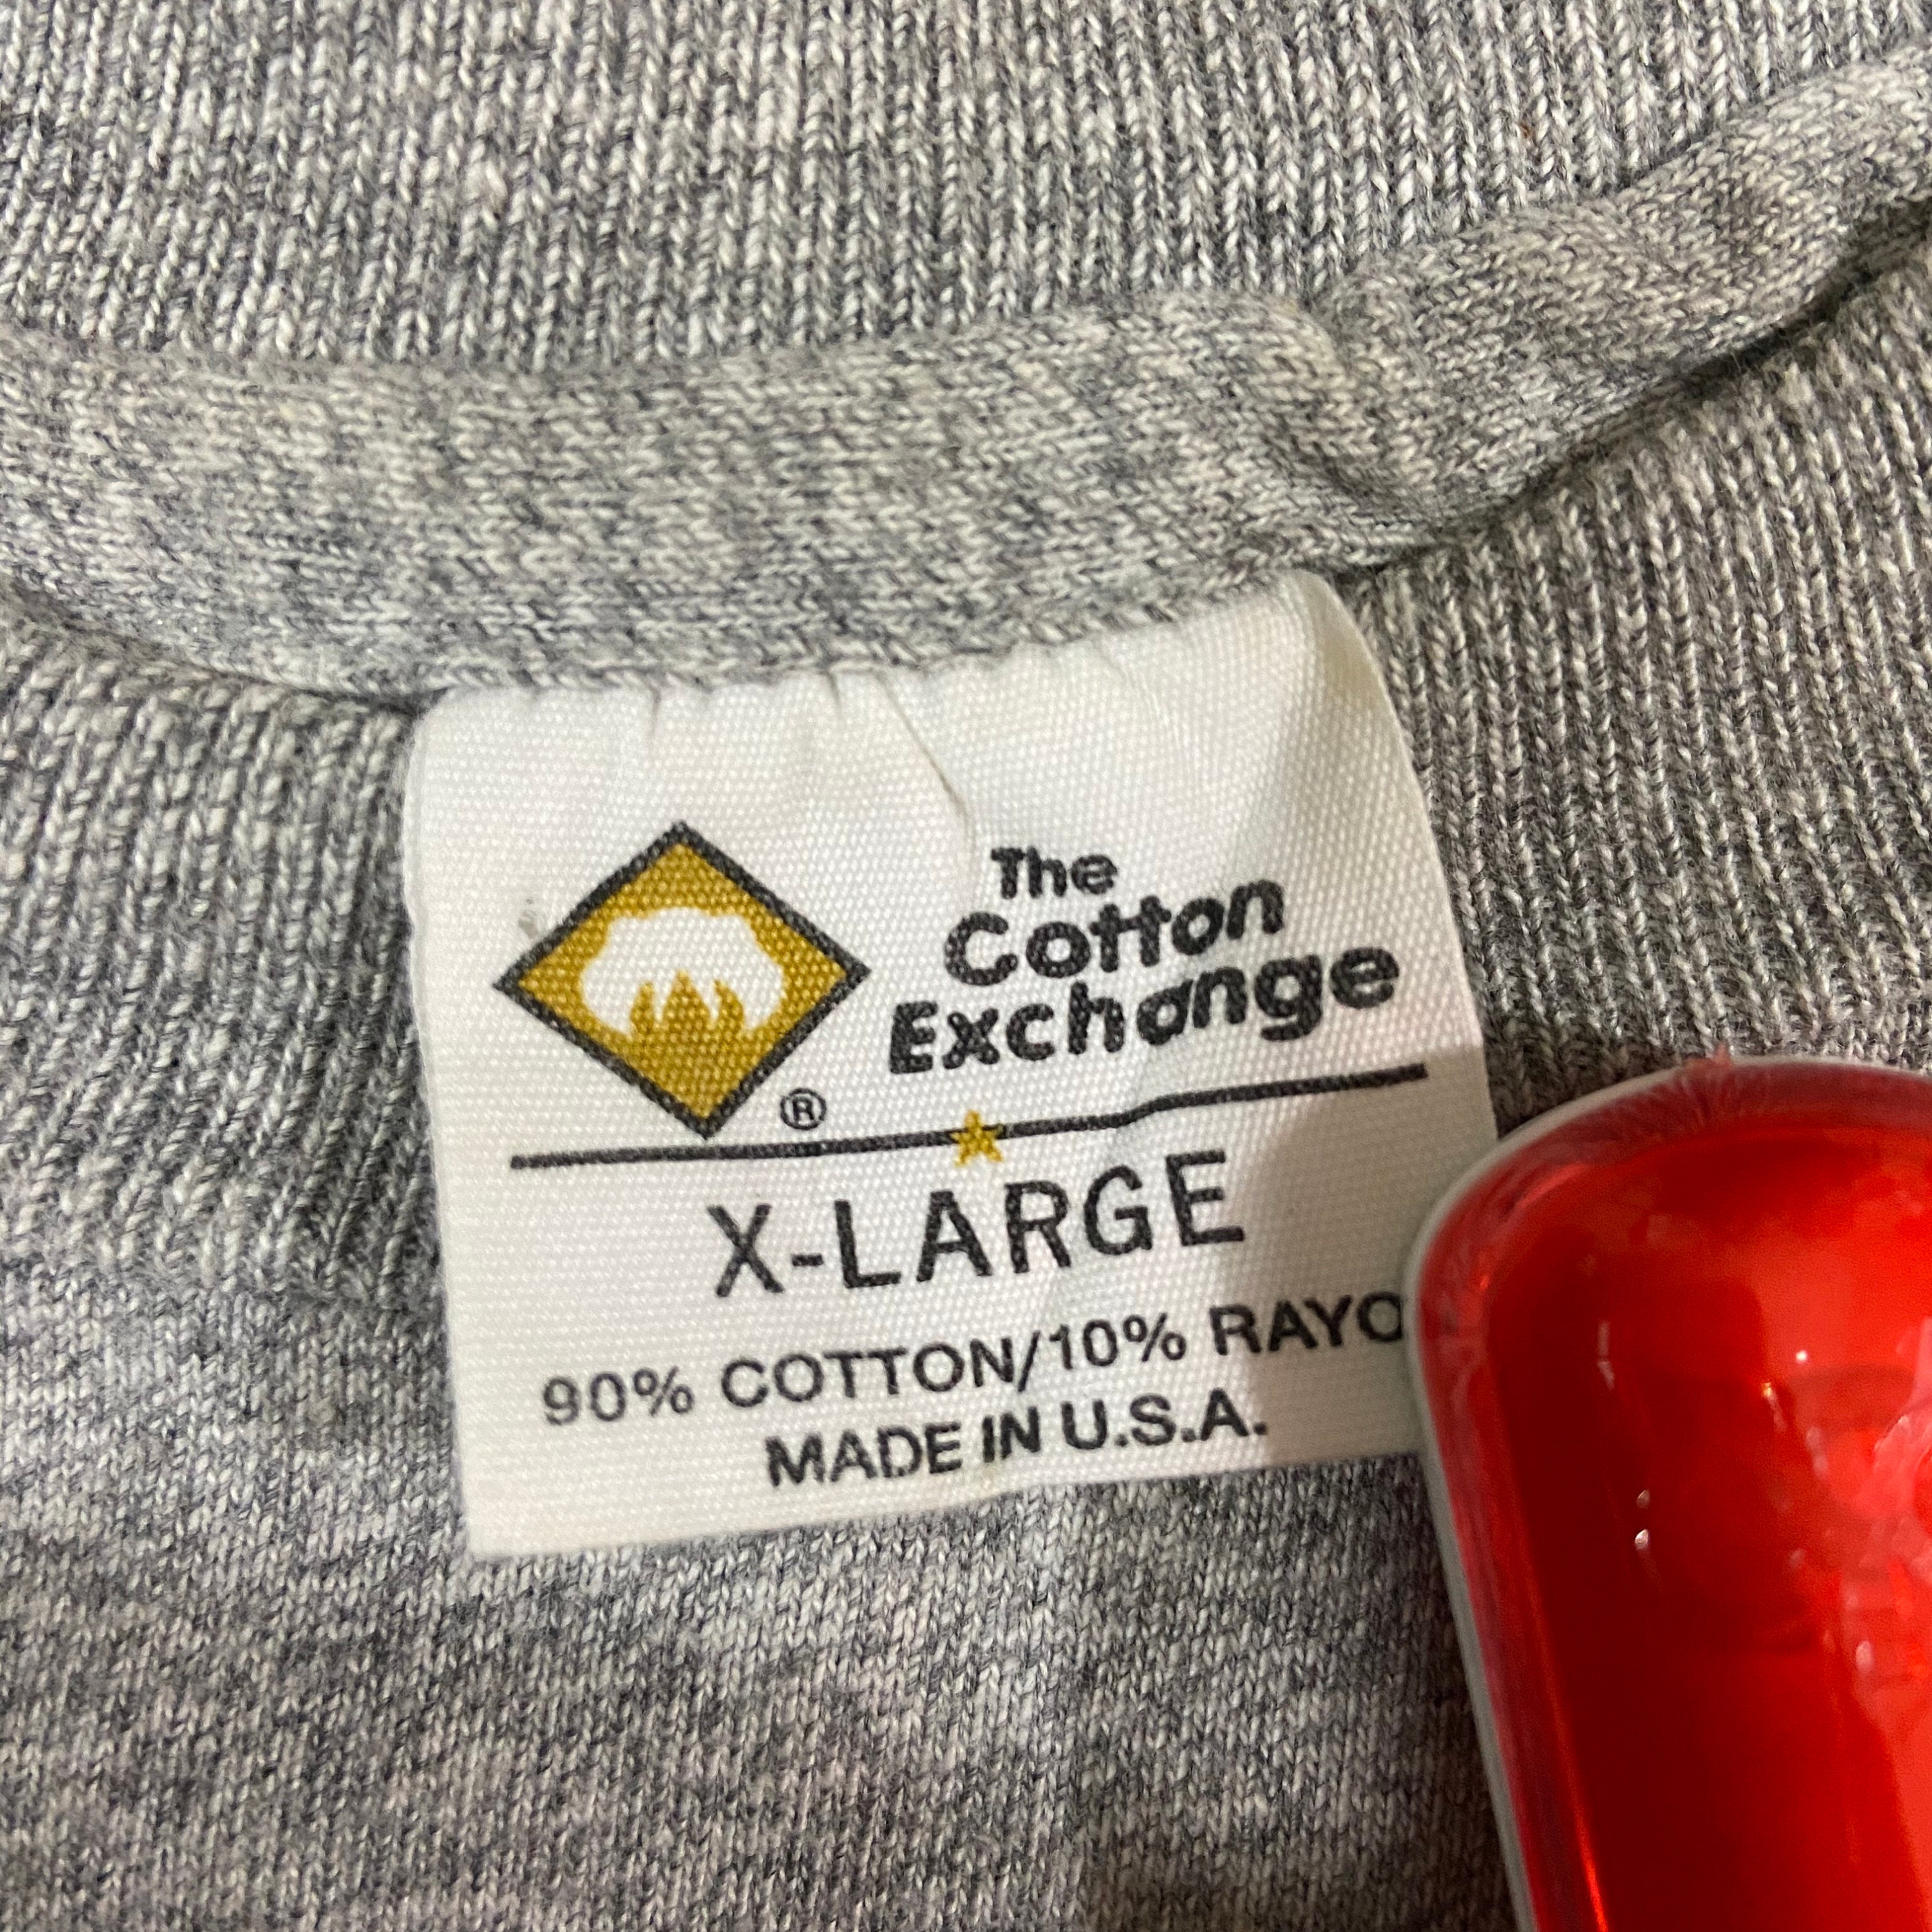 The
Cotton
Exchange
®
X-LARGE
90% COTTON/10% RAYO
MADE IN U.S.A.